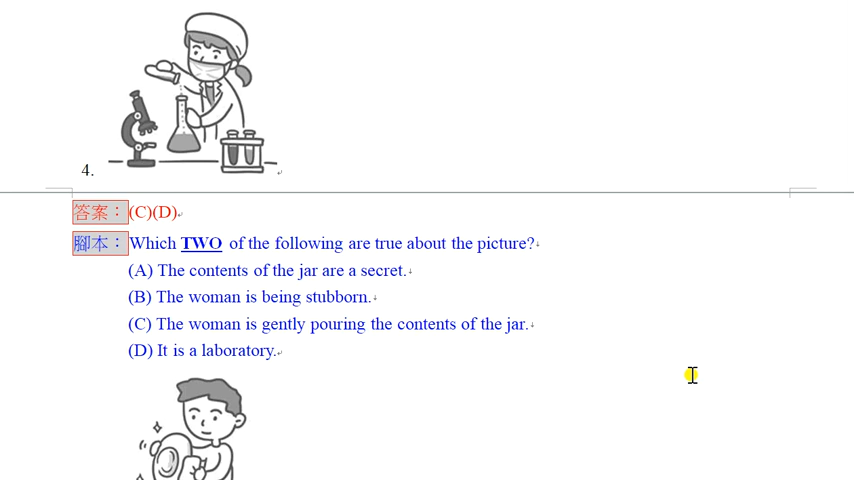 4.
答案：(C)(D)
腳本：Which TWO of the following are true about the picture?
(A) The contents of the jar are a secret.
(B) The woman is being stubborn.
(C) The woman is gently pouring the contents of the jar.
(D) It is a laboratory.